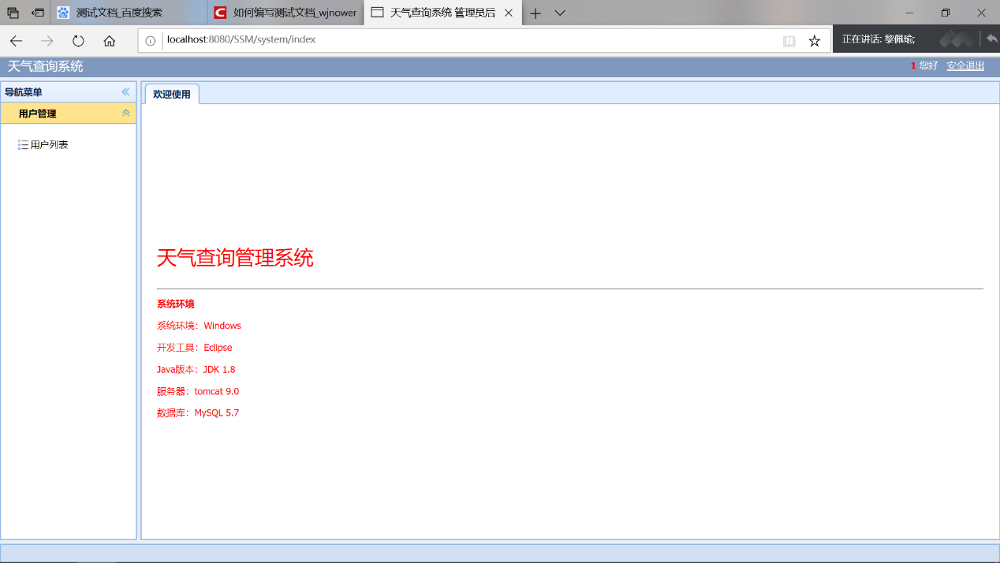 测试文档_百度搜索
如何编写测试文档_wjnower
天气查询系统 管理员后
localhost:8080/SSM/system/index
正在讲话: 黎佩瑜;
天气查询系统
1 您好 安全退出
导航菜单
欢迎使用
用户管理
用户列表
天气查询管理系统
系统环境
系统环境：Windows
开发工具：Eclipse
Java版本：JDK 1.8
服务器：tomcat 9.0
数据库：MySQL 5.7